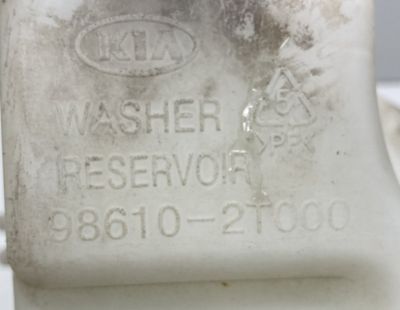 KIA
WASHER
5
>PP<
RESERVOIR
98610-2T000